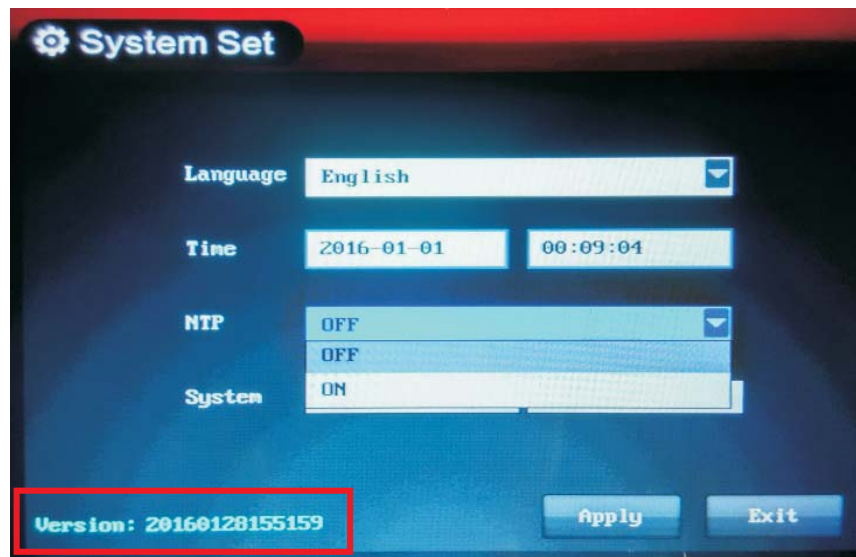 System Set
Language English
Time 2016-01-01 00:09:04
NTP OFF
OFF
System ON
Version: 20160128155159 Apply Exit